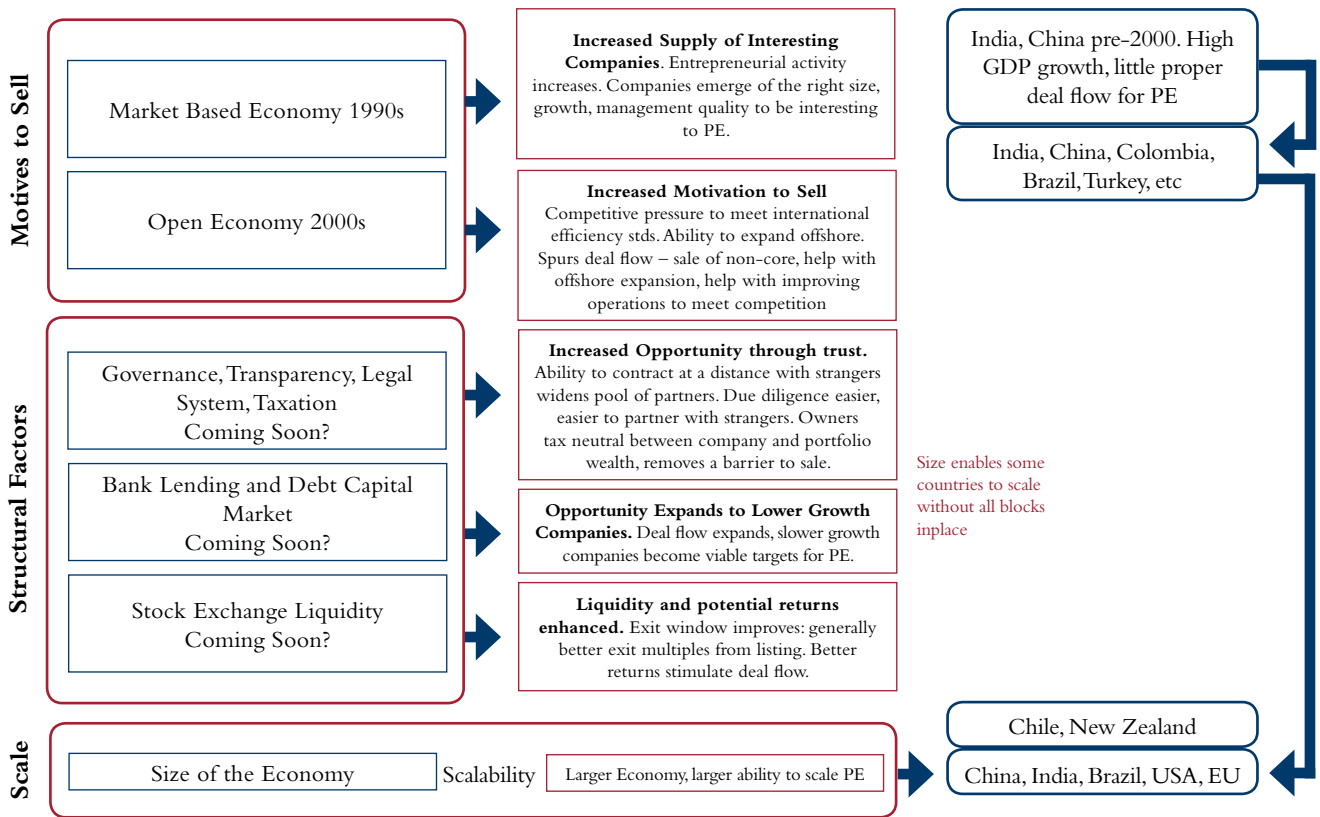 Motives to Sell
Market Based Economy 1990s
Increased Supply of Interesting
Companies. Entrepreneurial activity
increases. Companies emerge of the right size,
growth, management quality to be interesting
to PE.
India, China pre-2000. High
GDP growth, little proper
deal flow for PE
India, China, Colombia,
Brazil, Turkey, etc
Open Economy 2000s
Increased Motivation to Sell
Competitive pressure to meet international
efficiency stds. Ability to expand offshore.
Spurs deal flow – sale of non-core, help with
offshore expansion, help with improving
operations to meet competition
Structural Factors
Governance, Transparency, Legal
System, Taxation
Coming Soon?
Increased Opportunity through trust.
Ability to contract at a distance with strangers
widens pool of partners. Due diligence easier,
easier to partner with strangers. Owners
tax neutral between company and portfolio
wealth, removes a barrier to sale.
Size enables some
countries to scale
without all blocks
inplace
Bank Lending and Debt Capital
Market
Coming Soon?
Opportunity Expands to Lower Growth
Companies. Deal flow expands, slower growth
companies become viable targets for PE.
Stock Exchange Liquidity
Coming Soon?
Liquidity and potential returns
enhanced. Exit window improves: generally
better exit multiples from listing. Better
returns stimulate deal flow.
Scale
Size of the Economy
Scalability
Larger Economy, larger ability to scale PE
Chile, New Zealand
China, India, Brazil, USA, EU